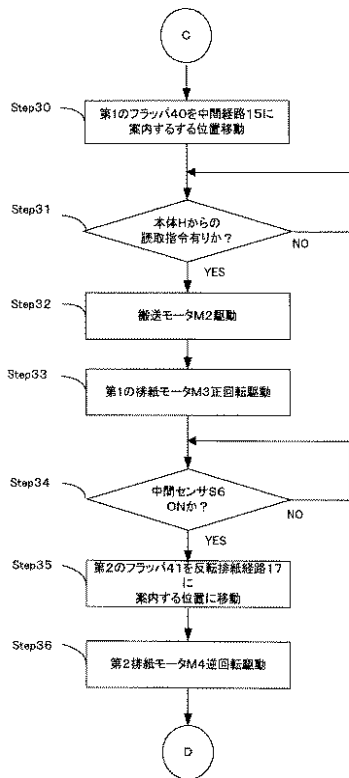 C
Step30
第1のフラッパ40を中間経路15に
案内するする位置移動
Step31
本体Hからの
読取指令有りか?
NO
YES
Step32
搬送モータM2駆動
Step33
第1の排紙モータM3正回転駆動
Step34
中間センサS6
ONか?
NO
YES
Step35
第2のフラッパ41を反転排紙経路17
に
案内する位置に移動
Step36
第2排紙モータM4逆回転駆動
D